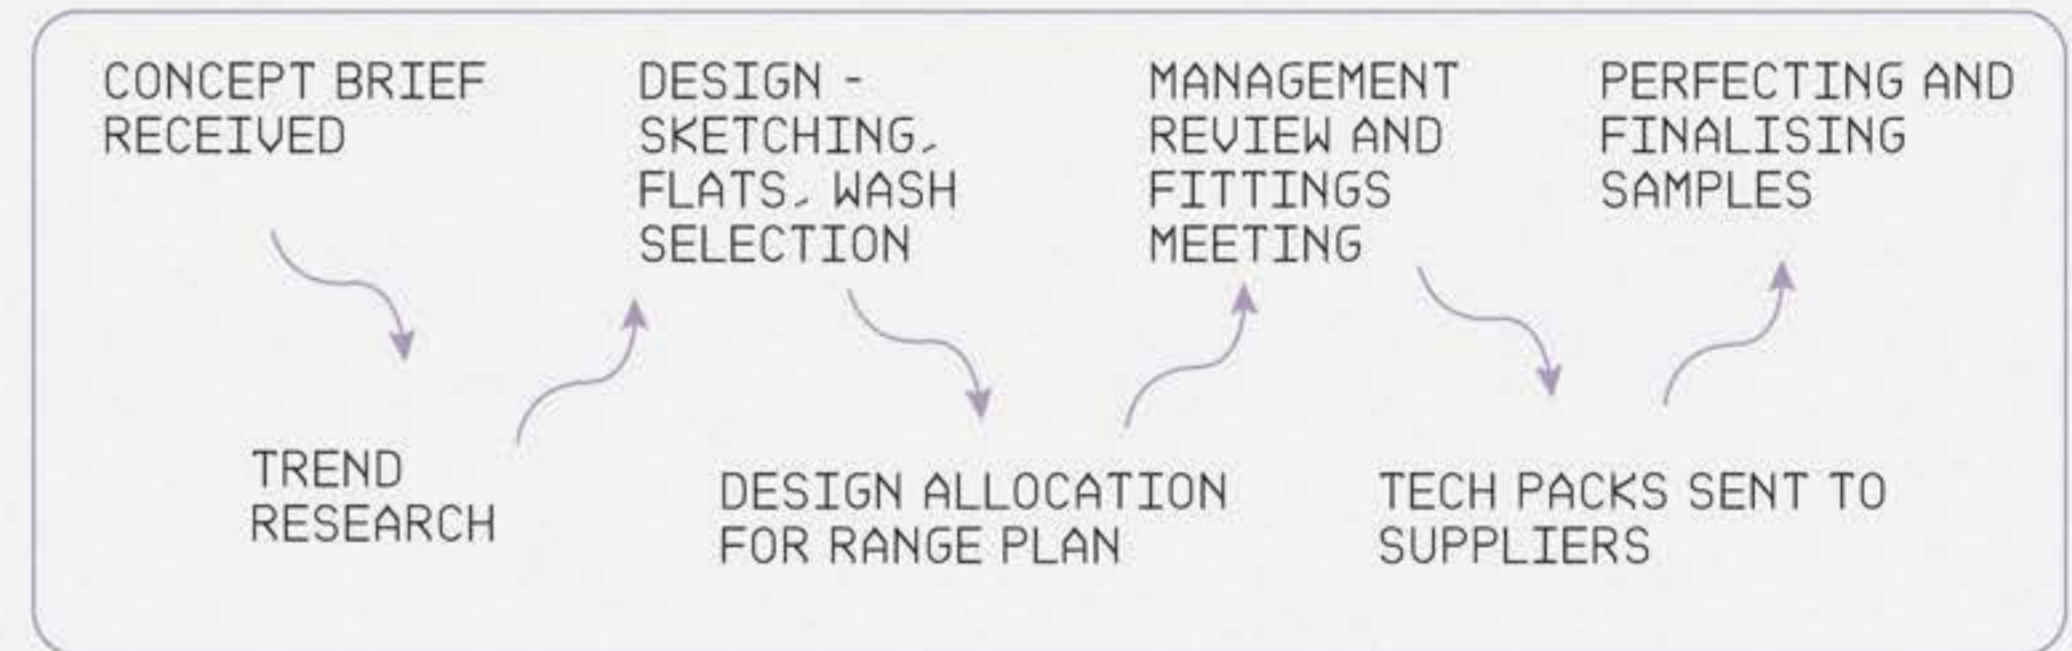 CONCEPT BRIEF
RECEIVED
TREND
RESEARCH
DESIGN -
SKETCHING,
FLATS, WASH
SELECTION
DESIGN ALLOCATION
FOR RANGE PLAN
MANAGEMENT
REVIEW AND
FITTINGS
MEETING
TECH PACKS SENT TO
SUPPLIERS
PERFECTING AND
FINALISING
SAMPLES